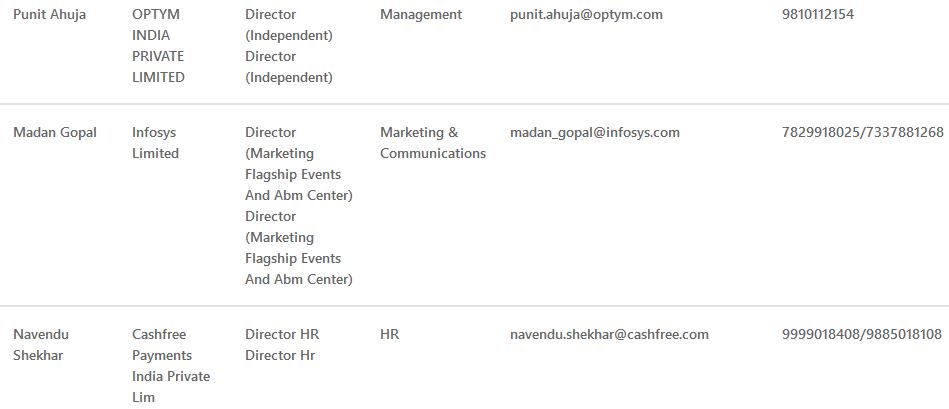 Punit Ahuja
OPTYM
INDIA
PRIVATE
LIMITED
Director
(Independent)
Director
(Independent)
Management
punit.ahuja@optym.com
9810112154
Madan Gopal
Infosys
Limited
Director
(Marketing
Flagship Events
And Abm Center)
Director
(Marketing
Flagship Events
And Abm Center)
Marketing &
Communications
madan_gopal@infosys.com
7829918025/7337881268
Navendu
Shekhar
Cashfree
Payments
India Private
Lim
Director HR
Director Hr
HR
navendu.shekhar@cashfree.com
9999018408/9885018108